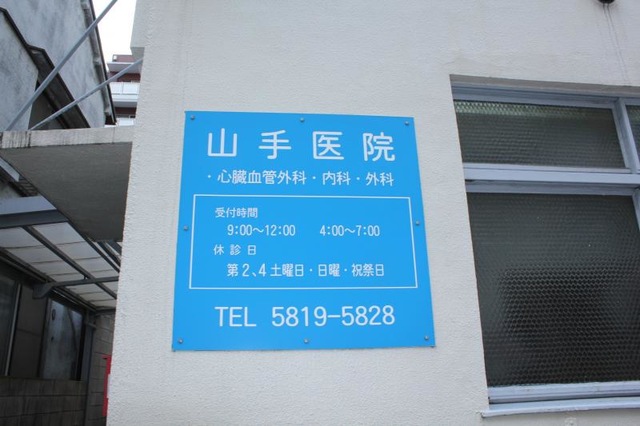 山手医院
・心臓血管外科・内科・外科
受付時間
9:00〜12:00 4:00〜7:00
休診日
第2、4土曜日・日曜・祝祭日
TEL 5819-5828